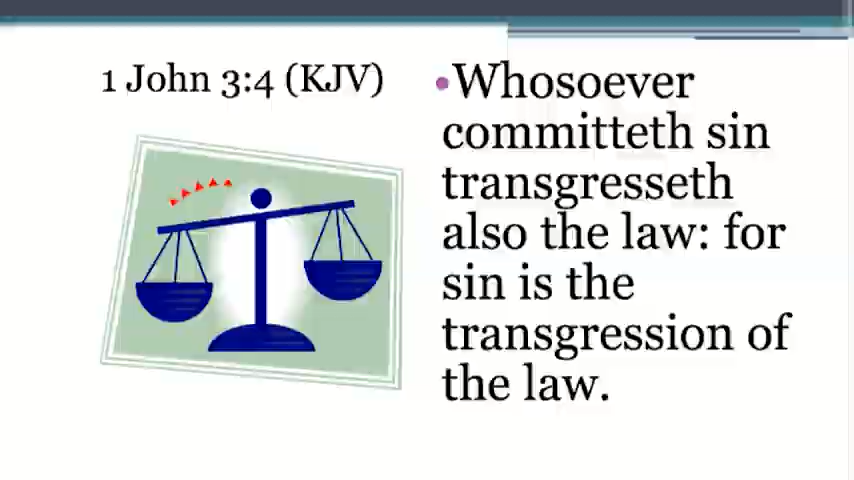 1 John 3:4 (KJV)
•Whosoever
committeth sin
transgresseth
also the law: for
sin is the
transgression of
the law.